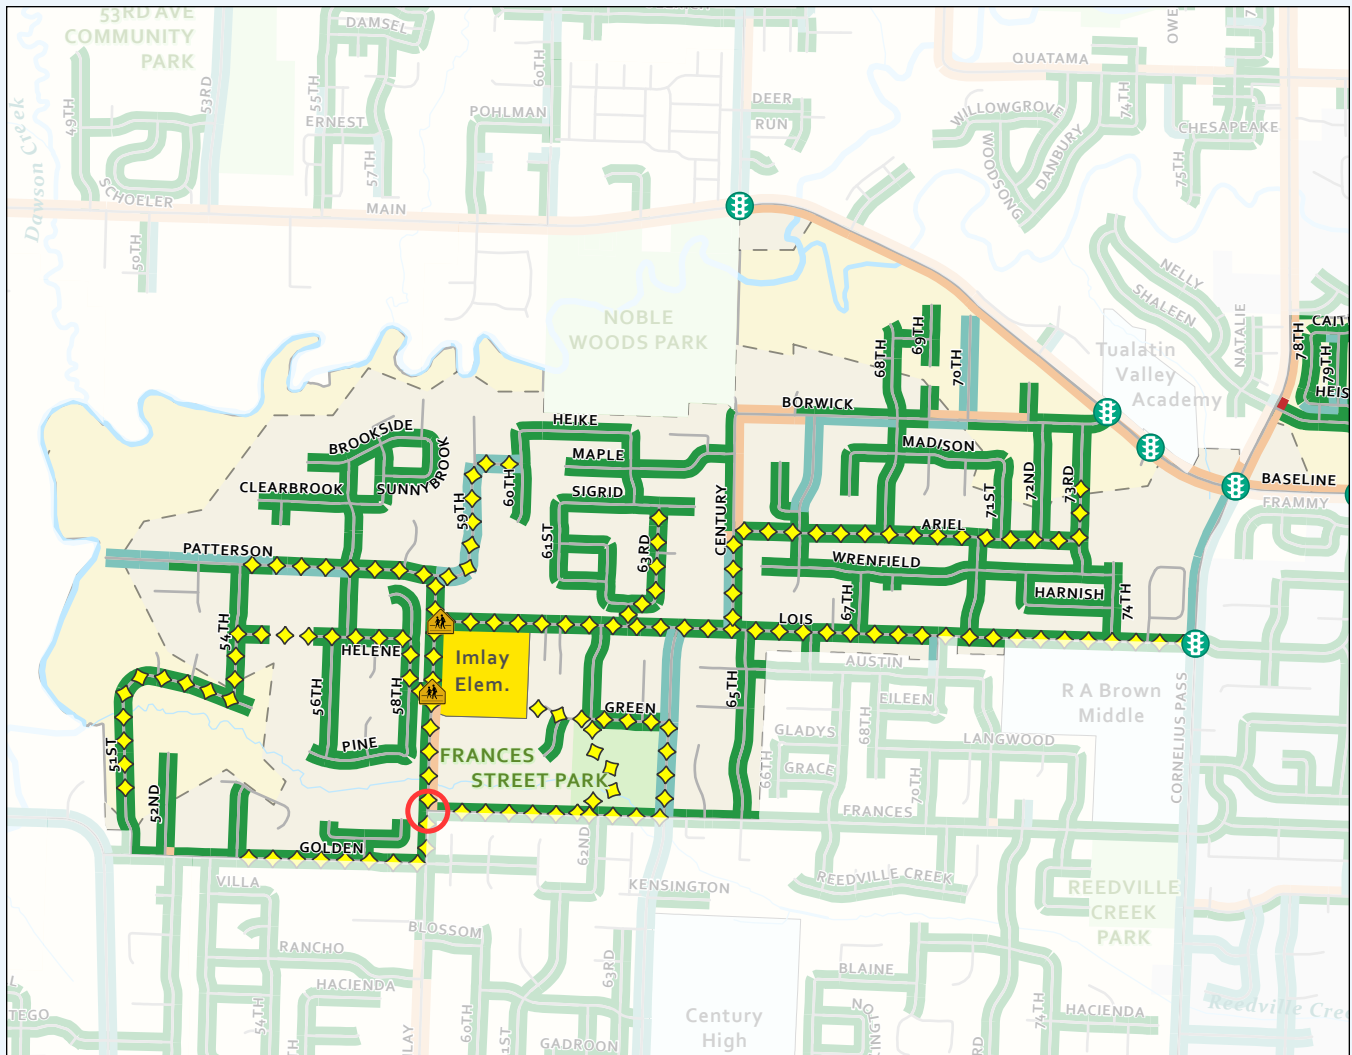 53RD AVE
COMMUNITY
PARK
DAMSEL
OWE
QUATAMA
49TH
53RD
55TH
60TH
74TH
POHLMAN
DEER
RUN
ERNEST
WILLOWGROVE
CHESAPEAKE
Dawson Creek
57TH
WOODSONG
DANBURY
75TH
SCHOELER
MAIN
50TH
NELLY
SHALEEN
NATALIE
NOBLE
WOODS PARK
68TH
69TH
70TH
Tualatin
Valley
Academy
78TH
CAIT
79TH
HEIS
BORWICK
HEIKE
BROOKSIDE
MAPLE
MADISON
CLEARBROOK
SUNNYBROOK
SIGRID
60TH
59TH
72ND
73RD
71ST
BASELINE
FRAMMY
CENTURY
ARIEL
61ST
63RD
PATTERSON
WRENFIELD
HARNISH
67TH
74TH
LOIS
54TH
HELENE
Imlay
Elem.
AUSTIN
56TH
58TH
65TH
EILEEN
R A Brown
Middle
CORNELIUS PASS
GREEN
68TH
GLADYS
LANGWOOD
51ST
PINE
FRANCES
STREET PARK
66TH
GRACE
70TH
52ND
FRANCES
GOLDEN
62ND
VILLA
KENSINGTON
REEDVILLE CREEK
REEDVILLE
CREEK
PARK
BLOSSOM
RANCHO
63RD
BLAINE
HACIENDA
Reedville Cree
TEGO
54TH
60TH
Century
High
74TH
HACIENDA
LAY
51ST
GADROON
TH
RD